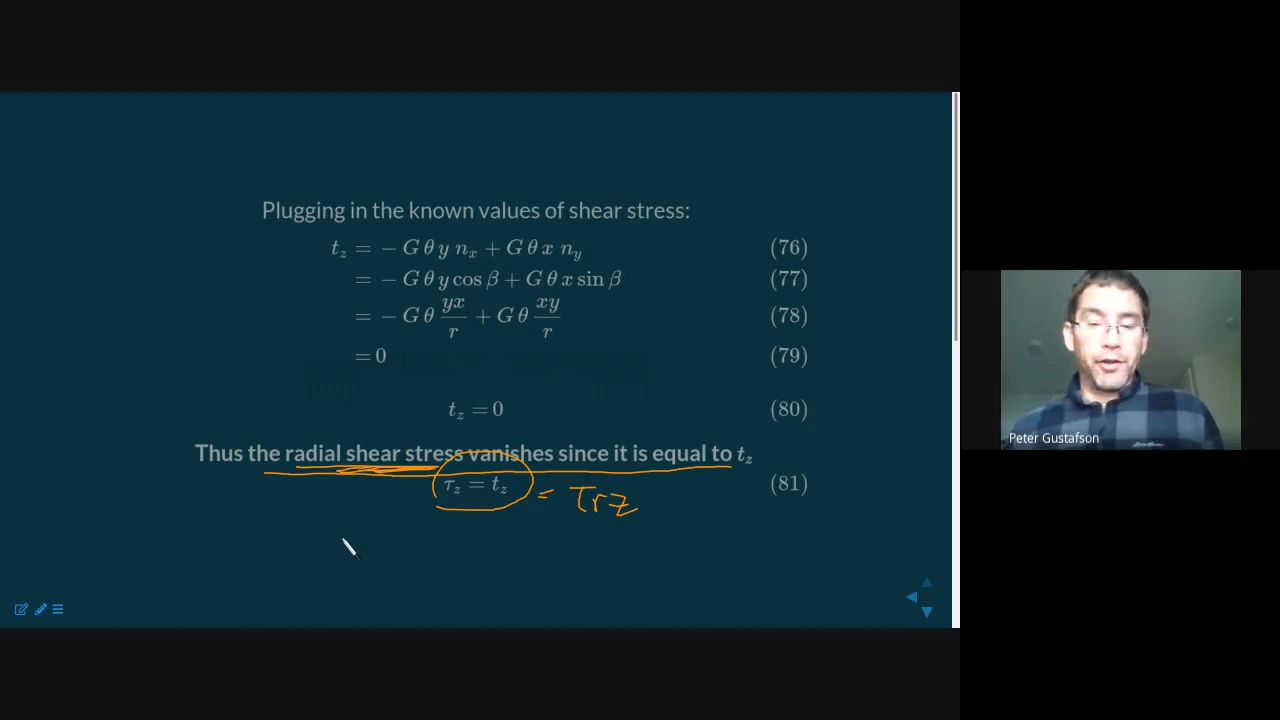 Plugging in the known values of shear stress:
t_z = − G θ y n_x + G θ x n_y (76)
= − G θ y cos β + G θ x sin β (77)
= − G θ yx/r + G θ xy/r (78)
= 0 (79)
t_z = 0 (80)
Thus the radial shear stress vanishes since it is equal to t_z
τ_z = t_z = τrz (81)
Peter Gustafson